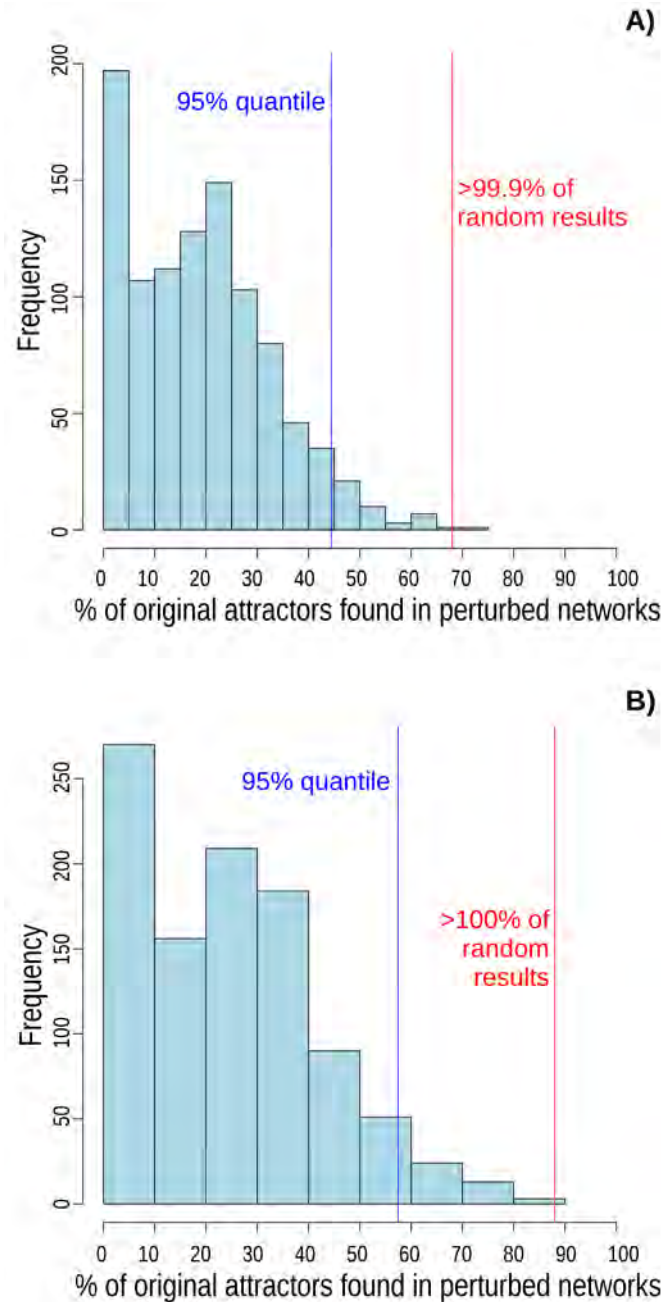 A)
200
95% quantile
150
>99.9% of
random results
100
50
0
Frequency
0 10 20 30 40 50 60 70 80 90 100
% of original attractors found in perturbed networks
B)
250
95% quantile
200
>100% of
random
results
150
100
50
0
Frequency
0 10 20 30 40 50 60 70 80 90 100
% of original attractors found in perturbed networks